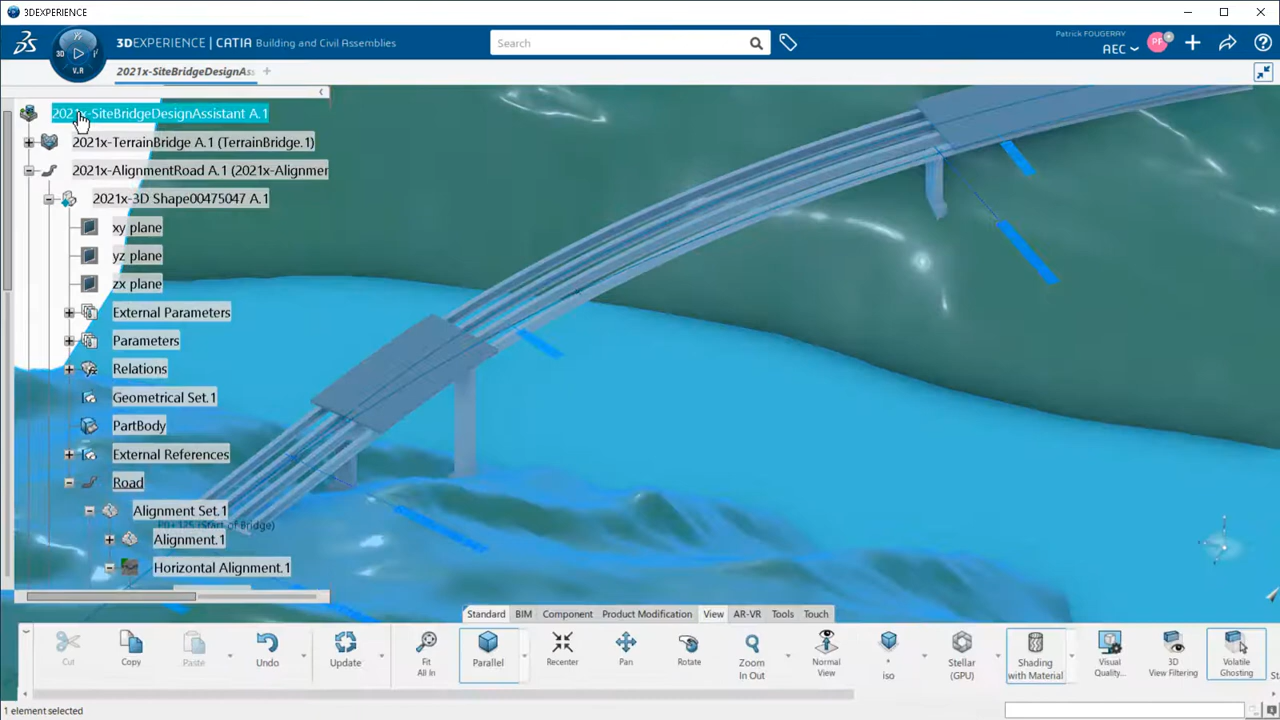 3DEXPERIENCE
3DEXPERIENCE | CATIA Building and Civil Assemblies
Search
Patrick FOUGERAY
AEC
PF
3D
V.R
2021x-SiteBridgeDesignAs
2021x-SiteBridgeDesignAssistant A.1
2021x-TerrainBridge A.1 (TerrainBridge.1)
2021x-AlignmentRoad A.1 (2021x-Alignmer
2021x-3D Shape00475047 A.1
xy plane
yz plane
zx plane
External Parameters
Parameters
Relations
Geometrical Set.1
PartBody
External References
Road
Alignment Set.1
(Start of Bridge)
Alignment.1
Horizontal Alignment.1
Standard BIM Component Product Modification View AR-VR Tools Touch
Cut
Copy
Paste
Undo
Update
Fit All In
Parallel
Recenter
Pan
Rotate
Zoom In Out
Normal View
* iso
Stellar (GPU)
Shading with Material
Visual Quality...
3D View Filtering
Volatile Ghosting
1 element selected